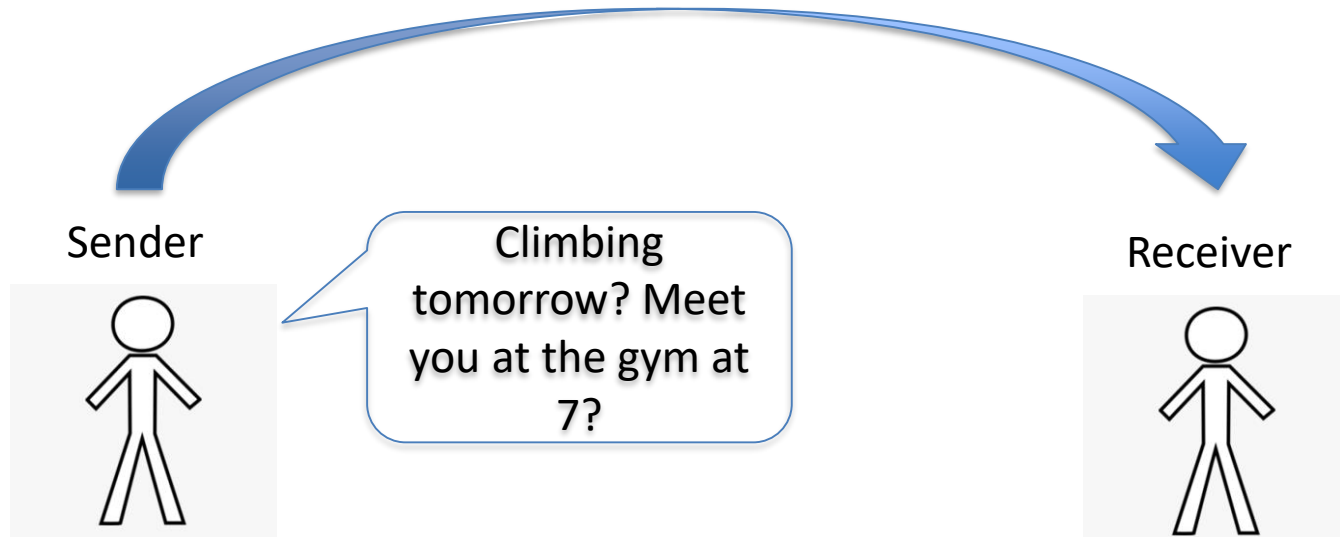 Sender
Climbing
tomorrow? Meet
you at the gym at
7?
Receiver